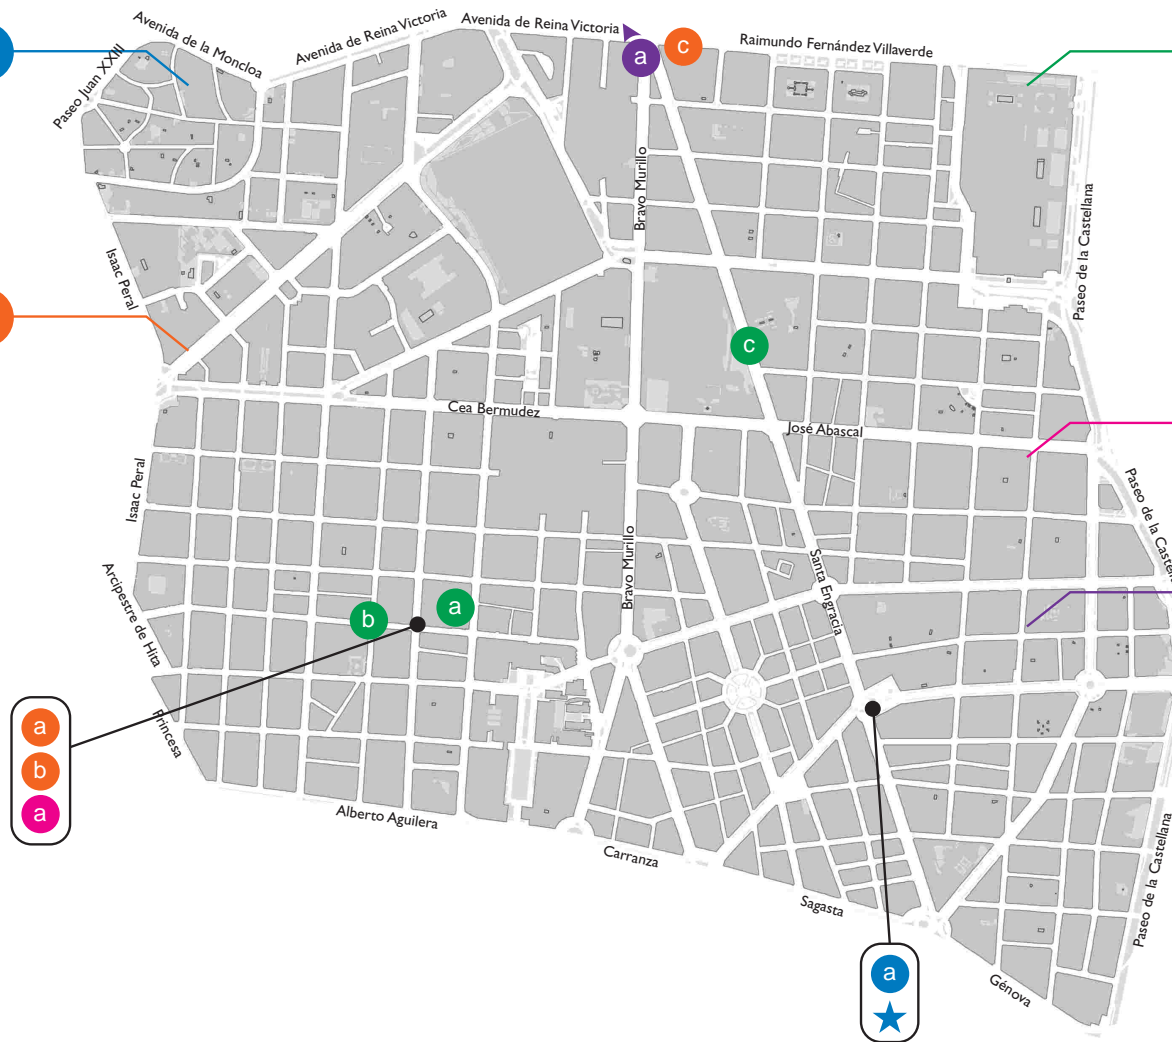 Avenida de la Moncloa
Avenida de Reina Victoria
Avenida de Reina Victoria
a
c
Raimundo Fernández Villaverde
Paseo Juan XXIII
Bravo Murillo
Paseo de la Castellana
Isaac Peral
c
Cea Bermudez
José Abascal
Isaac Peral
Paseo de la Castell
Bravo Murillo
Santa Engracia
Arcipestre de Hita
b
a
Princesa
a
b
a
Alberto Aguilera
Carranza
Sagasta
Paseo de la Castellana
Génova
a